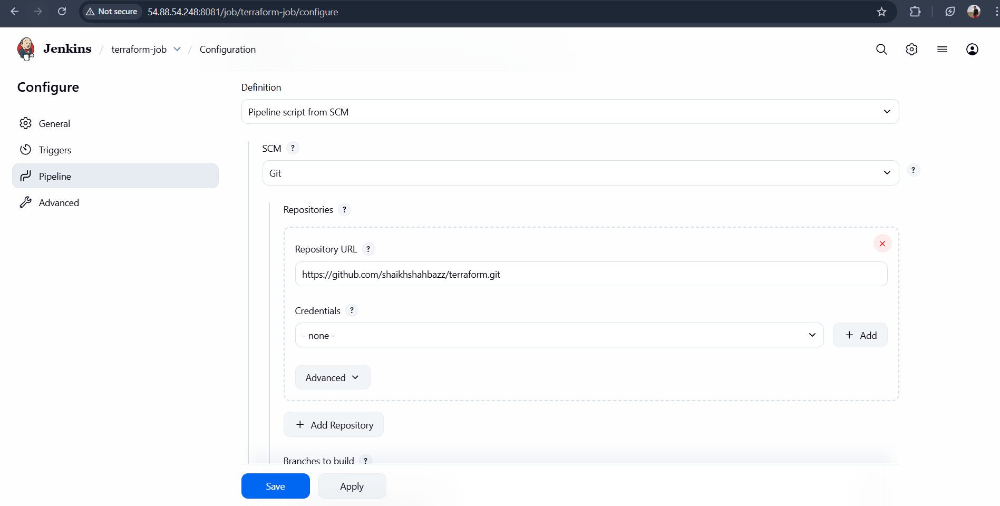 Not secure 54.88.54.248:8081/job/terraform-job/configure
Jenkins / terraform-job / Configuration
Configure
General
Triggers
Pipeline
Advanced
Definition
Pipeline script from SCM
SCM ?
Git
?
Repositories ?
Repository URL ?
https://github.com/shaikhshahbazz/terraform.git
Credentials ?
- none -
+ Add
Advanced
+ Add Repository
Branches to build ?
Save
Apply